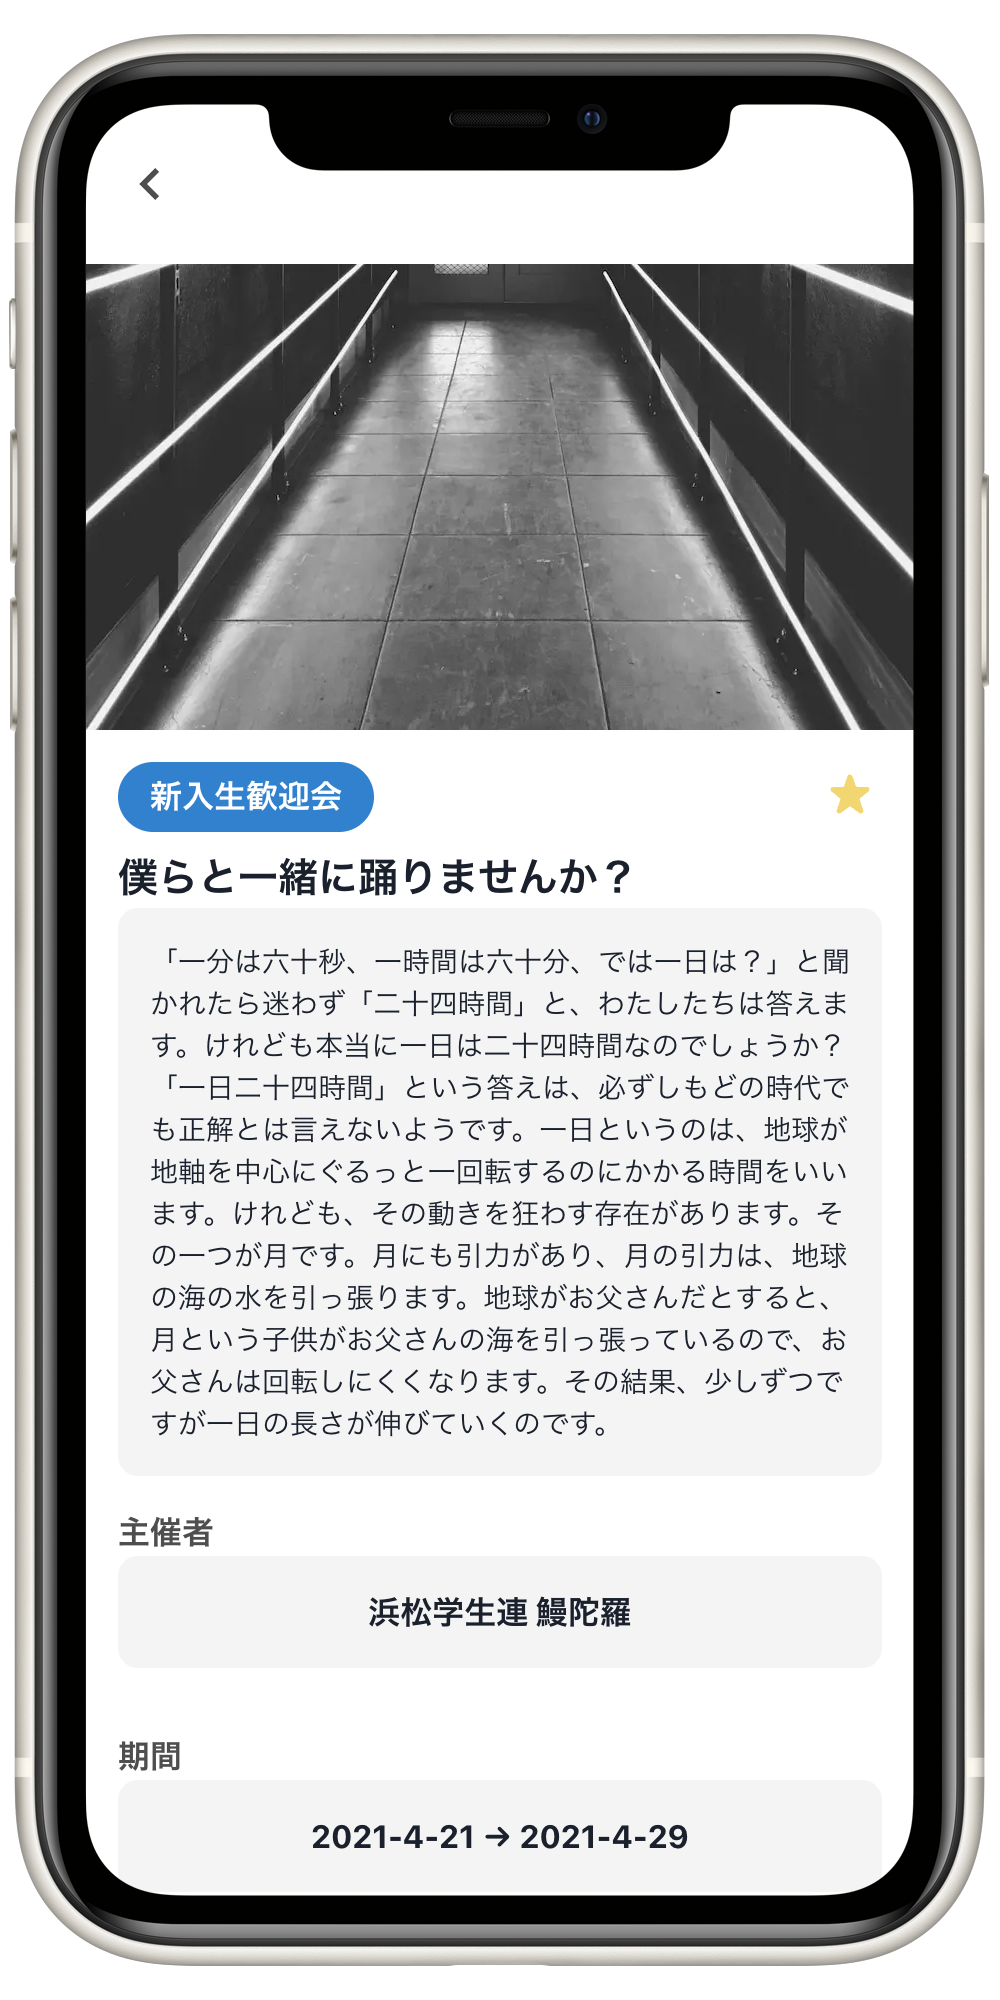 新入生歓迎会
僕らと一緒に踊りませんか？
「一分は六十秒、一時間は六十分、では一日は？」と聞
かれたら迷わず「二十四時間」と、わたしたちは答えま
す。けれども本当に一日は二十四時間なのでしょうか？
「一日二十四時間」という答えは、必ずしもどの時代で
も正解とは言えないようです。一日というのは、地球が
地軸を中心にぐるっと一回転するのにかかる時間をいい
ます。けれども、その動きを狂わす存在があります。そ
の一つが月です。月にも引力があり、月の引力は、地球
の海の水を引っ張ります。地球がお父さんだとすると、
月という子供がお父さんの海を引っ張っているので、お
父さんは回転しにくくなります。その結果、少しずつで
すが一日の長さが伸びていくのです。
主催者
浜松学生連 鰻陀羅
期間
2021-4-21 → 2021-4-29